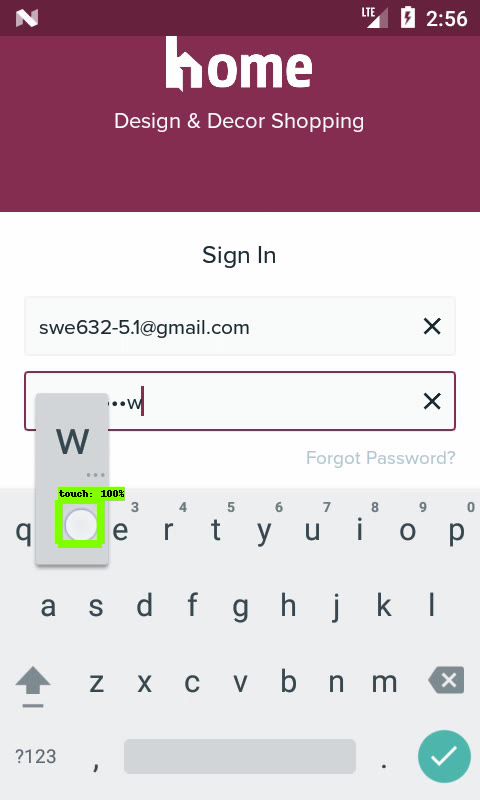 LTE 2:56
home
Design & Decor Shopping
Sign In
swe632-5.1@gmail.com
•••w
Forgot Password?
W
...
touch: 100%
3 4 5 6 7 8 9 0
q e r t y u i o p
a s d f g h j k l
z x c v b n m
?123 , .